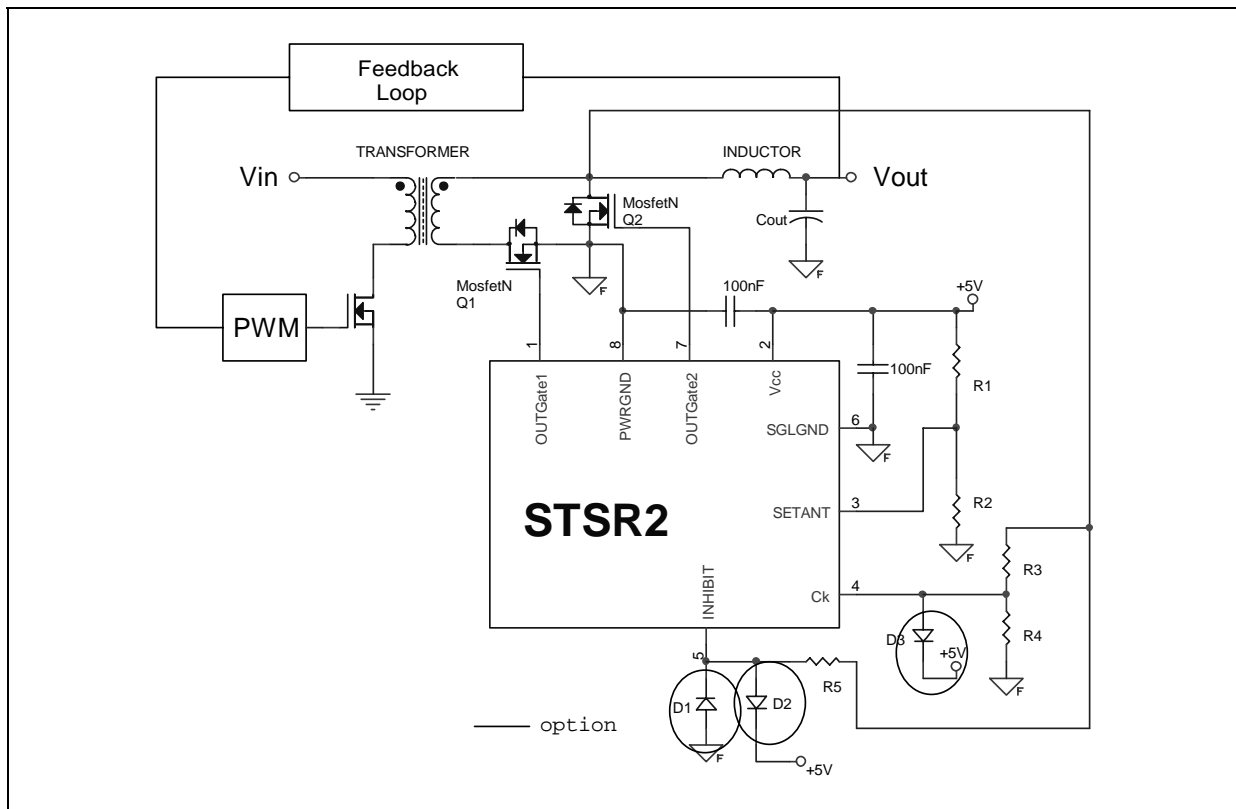 Feedback
Loop
TRANSFORMER
INDUCTOR
Vin
Vout
MosfetN
Q2
Cout
F
MosfetN
Q1
F
100nF
+5V
PWM
1
8
7
2
100nF
R1
OUTGate1
PWRGND
OUTGate2
Vcc
SGLGND
6
F
STSR2
SETANT
3
R2
F
R3
Ck
4
INHIBIT
D3
+5V
R4
F
5
R5
D1
D2
F
option
+5V